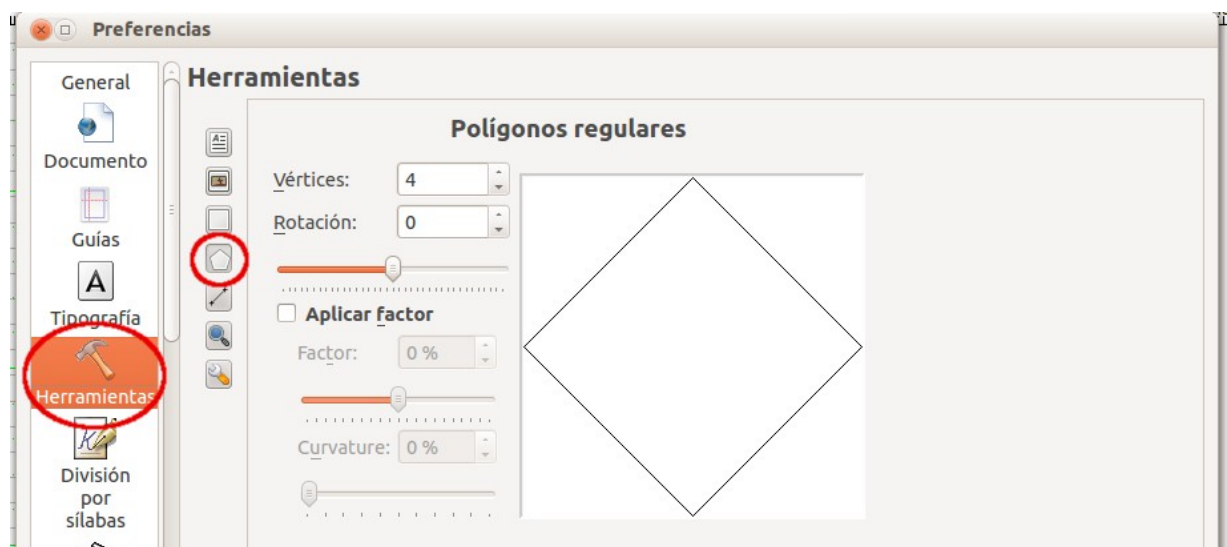 Preferencias
General
Documento
Guías
Tipografía
Herramientas
División
por
sílabas
Herramientas
Polígonos regulares
Vértices: 4
Rotación: 0
Aplicar factor
Factor: 0 %
Curvature: 0 %